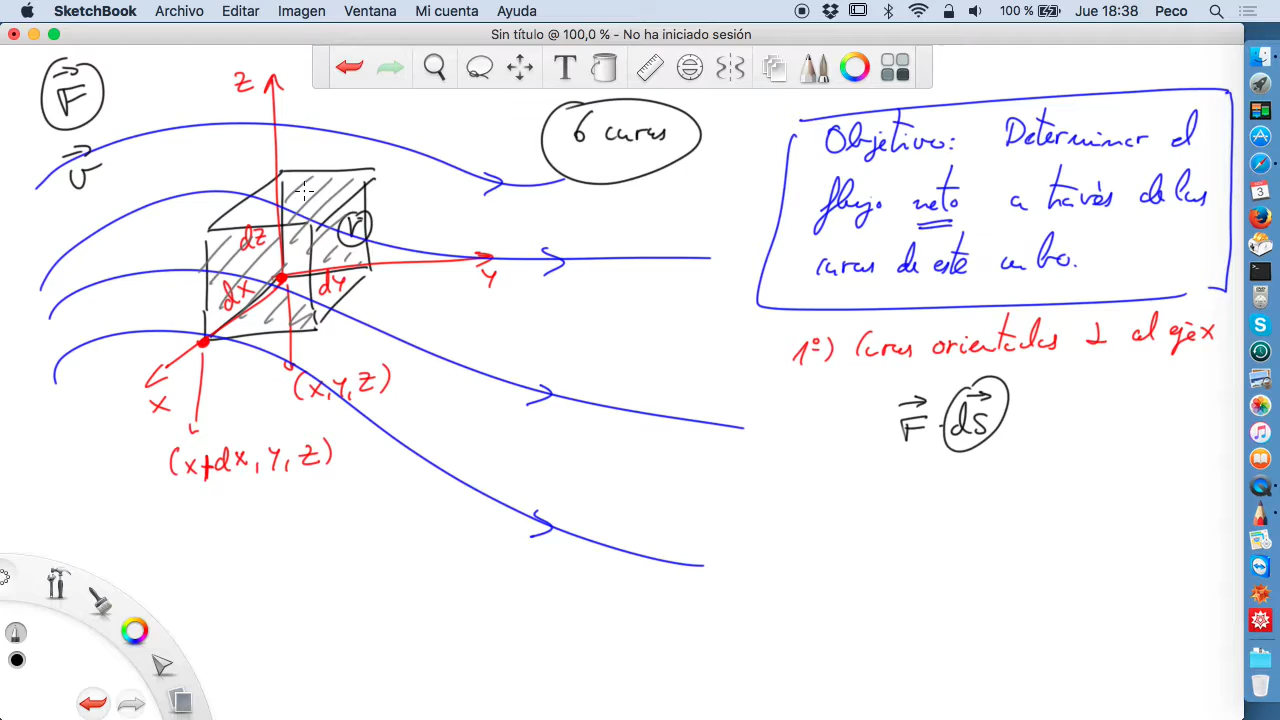 SketchBook Archivo Editar Imagen Ventana Mi cuenta Ayuda 100 % Jue 18:38 Peco
Sin título @ 100,0 % - No ha iniciado sesión
F
v
z
6 caras
Objetivo: Determinar el
flujo neto a través de las
caras de este cubo.
dz
V
dx
dy
y
x
(x, y, z)
(x+dx, y, z)
1º) Caras orientadas ⊥ al eje x
F · ds